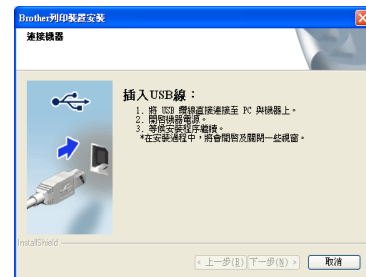 Brother列印裝置安裝
連接機器
插入USB線：
1. 將 USB 纜線直接連接至 PC 與機器上。
2. 開啓機器電源。
3. 等候安裝程序繼續。
*在安裝過程中，將會開啓及關閉一些視窗。
InstallShield
< 上一步(B) 下一步(N) > 取消